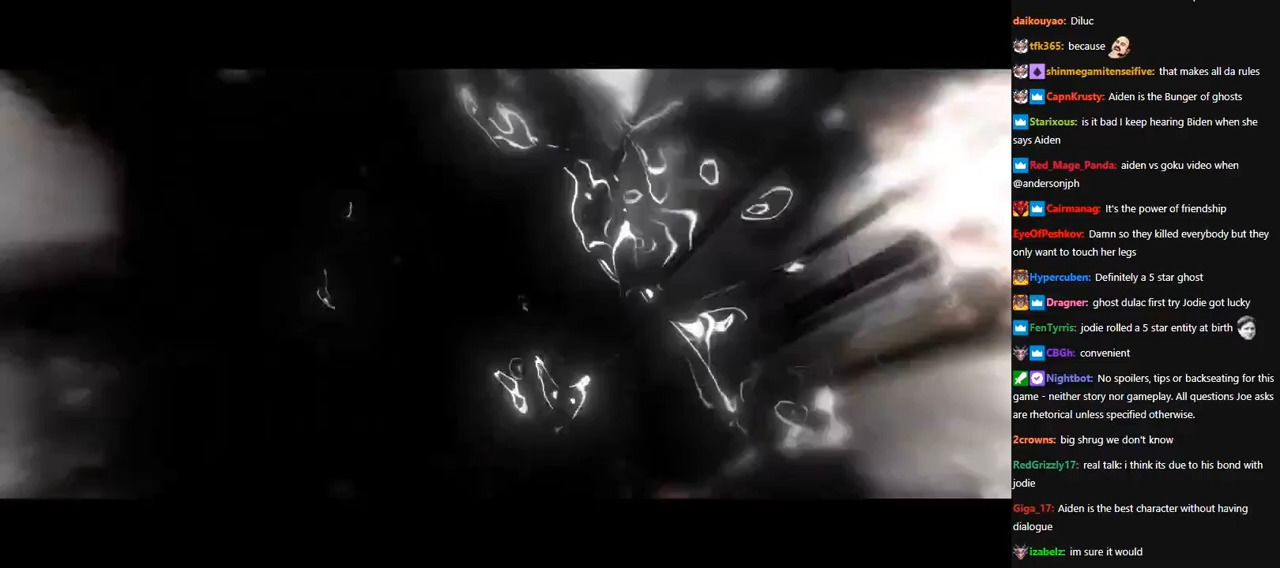 daikouyao: Diluc
tfk365: because
shinmegamitenseifive: that makes all da rules
CapnKrusty: Aiden is the Bunger of ghosts
Starixous: is it bad I keep hearing Biden when she
says Aiden
Red_Mage_Panda: aiden vs goku video when
@andersonjph
Cairmanag: It's the power of friendship
EyeOfPeshkov: Damn so they killed everybody but they
only want to touch her legs
Hypercuben: Definitely a 5 star ghost
Dragner: ghost dulac first try Jodie got lucky
FenTyrris: jodie rolled a 5 star entity at birth
CBGh: convenient
Nightbot: No spoilers, tips or backseating for this
game - neither story nor gameplay. All questions Joe asks
are rhetorical unless specified otherwise.
2crowns: big shrug we don't know
RedGrizzly17: real talk: i think its due to his bond with
jodie
Giga_17: Aiden is the best character without having
dialogue
izabelz: im sure it would